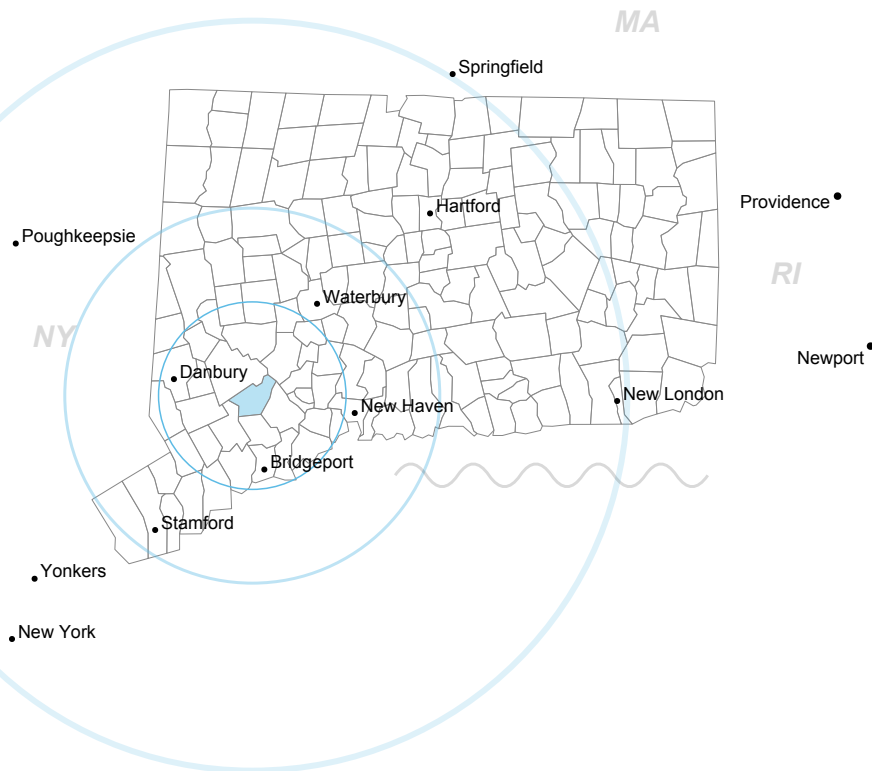 MA
Springfield
Providence
Hartford
Poughkeepsie
RI
Waterbury
NY
Newport
Danbury
New London
New Haven
Bridgeport
Stamford
Yonkers
New York